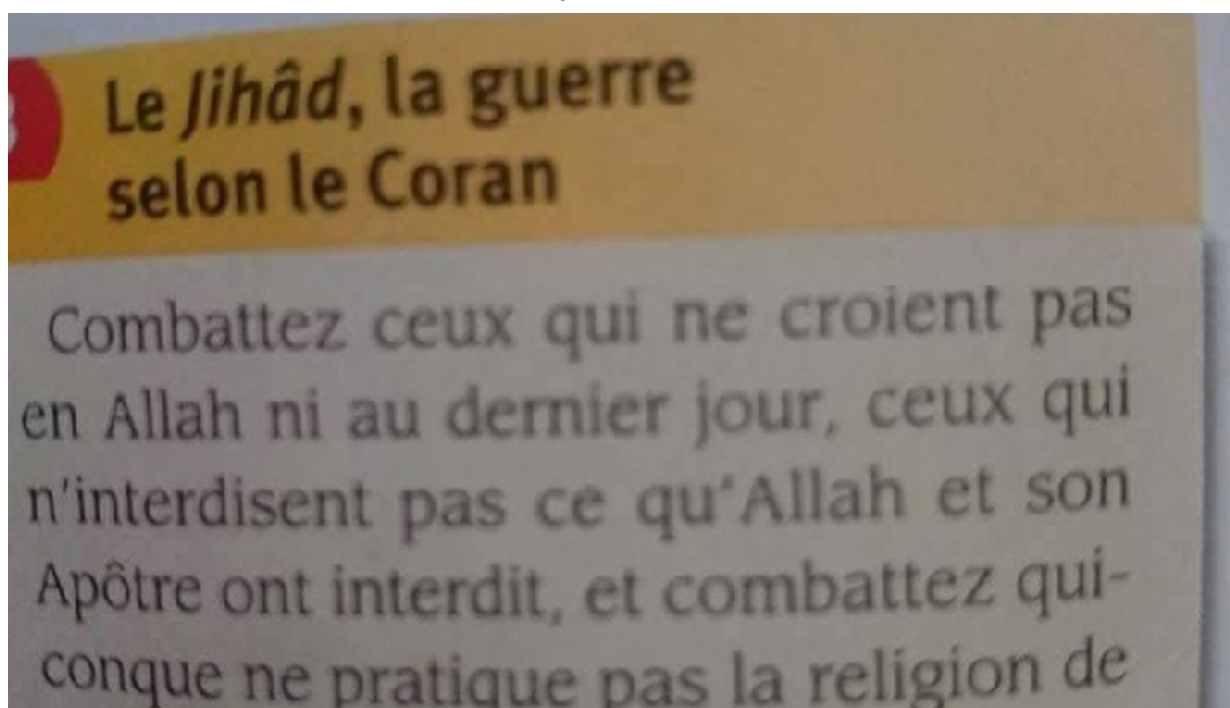 Le Jihâd, la guerre
selon le Coran
Combattez ceux qui ne croient pas
en Allah ni au dernier jour, ceux qui
n'interdisent pas ce qu'Allah et son
Apôtre ont interdit, et combattez qui-
conque ne pratique pas la religion de